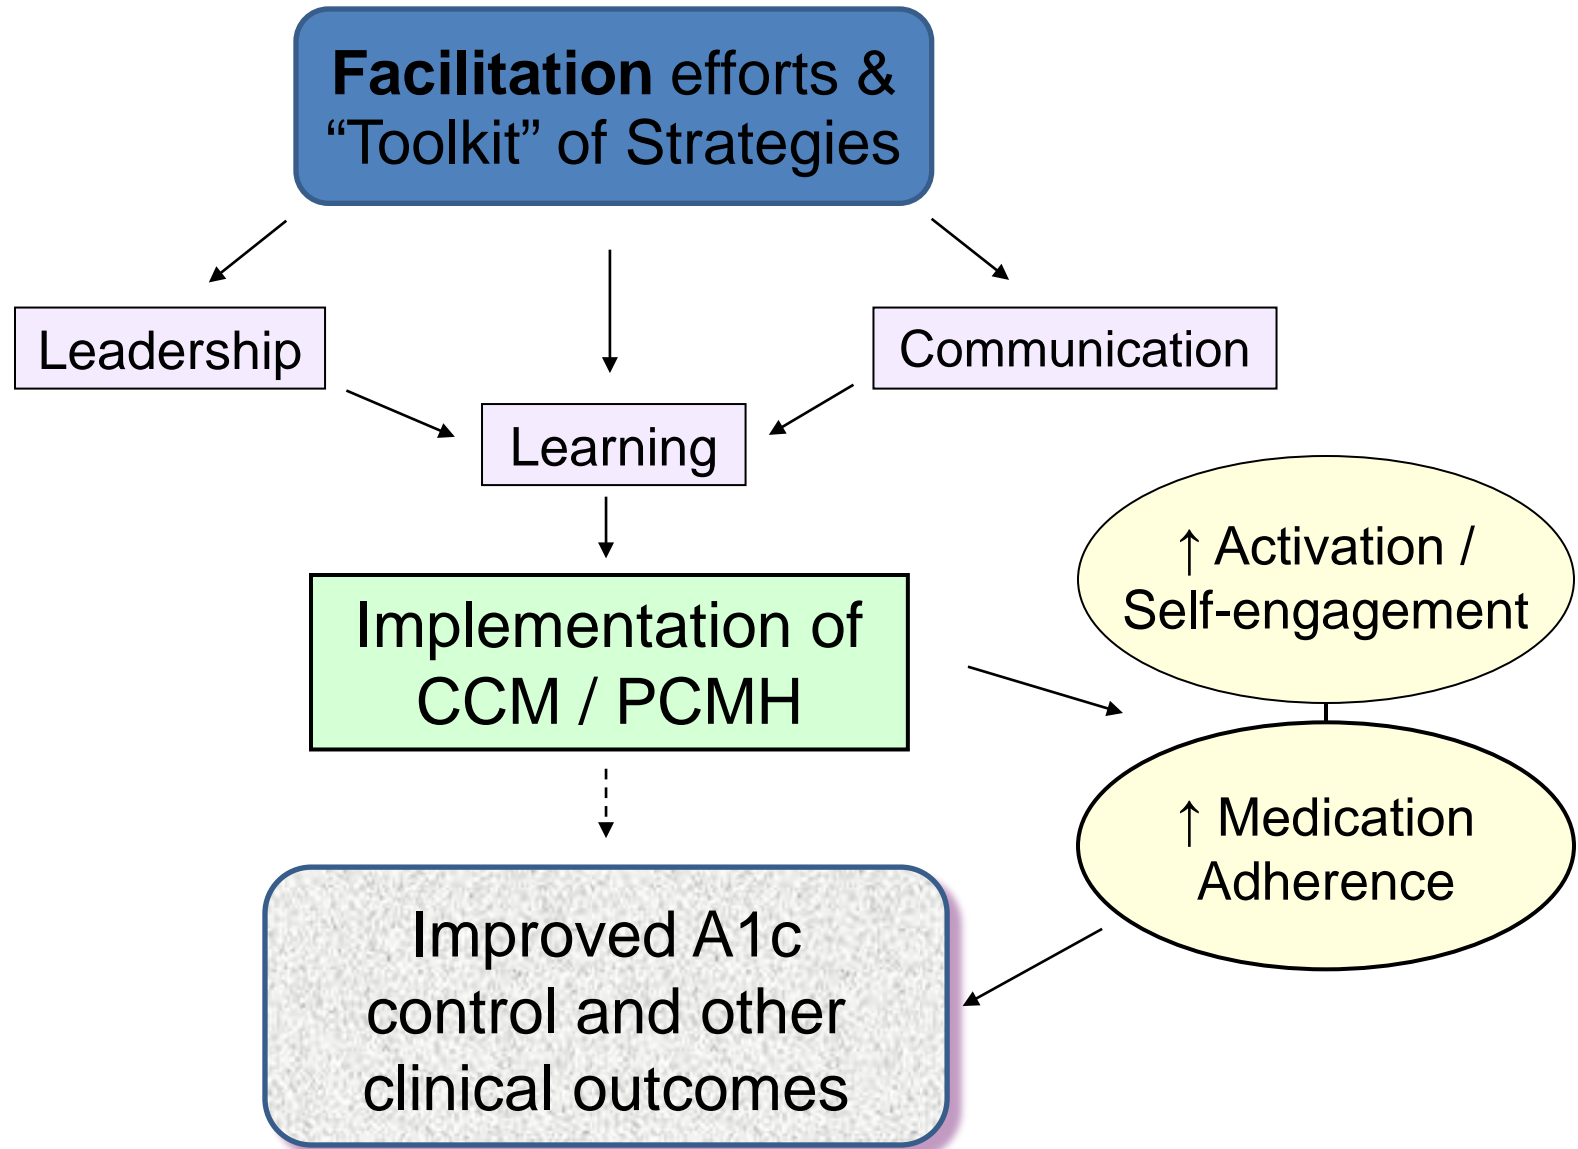 Facilitation efforts &
“Toolkit” of Strategies
Leadership
Communication
Learning
↑ Activation /
Self-engagement
Implementation of
CCM / PCMH
↑ Medication
Adherence
Improved A1c
control and other
clinical outcomes